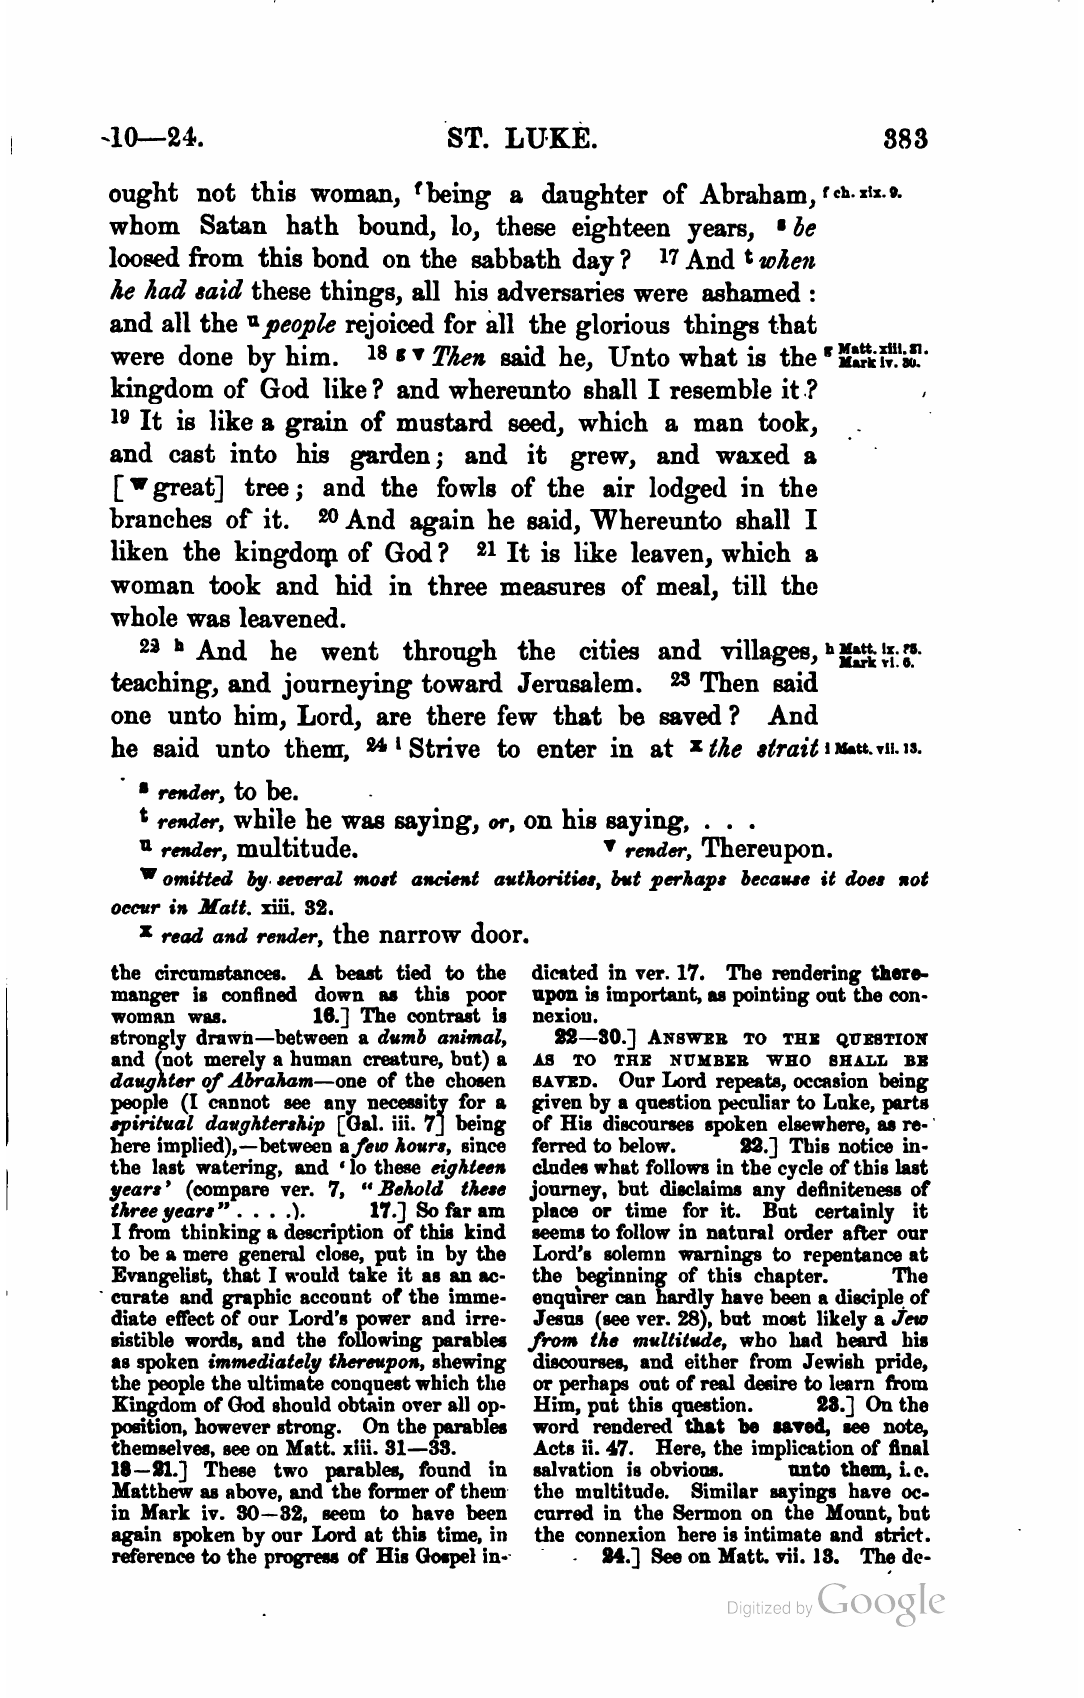 -10—24. ST. LUKE. 383
ought not this woman, f being a daughter of Abraham, f ch. xix. 9.
whom Satan hath bound, lo, these eighteen years, s be
loosed from this bond on the sabbath day? 17 And t when
he had said these things, all his adversaries were ashamed :
and all the u people rejoiced for all the glorious things that
were done by him. 18 g v Then said he, Unto what is the g Matt. xiii. 31. Mark iv. 30.
kingdom of God like? and whereunto shall I resemble it?
19 It is like a grain of mustard seed, which a man took,
and cast into his garden; and it grew, and waxed a
[w great] tree; and the fowls of the air lodged in the
branches of it. 20 And again he said, Whereunto shall I
liken the kingdom of God? 21 It is like leaven, which a
woman took and hid in three measures of meal, till the
whole was leavened.
22 h And he went through the cities and villages, h Matt. ix. 35. Mark vi. 6.
teaching, and journeying toward Jerusalem. 23 Then said
one unto him, Lord, are there few that be saved? And
he said unto them, 24 i Strive to enter in at x the strait i Matt. vii. 13.
s render, to be.
t render, while he was saying, or, on his saying, . . .
u render, multitude. v render, Thereupon.
w omitted by several most ancient authorities, but perhaps because it does not
occur in Matt. xiii. 32.
x read and render, the narrow door.
the circumstances. A beast tied to the
manger is confined down as this poor
woman was. 16.] The contrast is
strongly drawn—between a dumb animal,
and (not merely a human creature, but) a
daughter of Abraham—one of the chosen
people (I cannot see any necessity for a
spiritual daughtership [Gal. iii. 7] being
here implied),—between a few hours, since
the last watering, and ‘lo these eighteen
years’ (compare ver. 7, “Behold these
three years” . . . .). 17.] So far am
I from thinking a description of this kind
to be a mere general close, put in by the
Evangelist, that I would take it as an ac-
curate and graphic account of the imme-
diate effect of our Lord's power and irre-
sistible words, and the following parables
as spoken immediately thereupon, shewing
the people the ultimate conquest which the
Kingdom of God should obtain over all op-
position, however strong. On the parables
themselves, see on Matt. xiii. 31—33.
18—21.] These two parables, found in
Matthew as above, and the former of them
in Mark iv. 30—32, seem to have been
again spoken by our Lord at this time, in
reference to the progress of His Gospel in-
dicated in ver. 17. The rendering there-
upon is important, as pointing out the con-
nexion.
22—30.] ANSWER TO THE QUESTION
AS TO THE NUMBER WHO SHALL BE
SAVED. Our Lord repeats, occasion being
given by a question peculiar to Luke, parts
of His discourses spoken elsewhere, as re-
ferred to below. 22.] This notice in-
cludes what follows in the cycle of this last
journey, but disclaims any definiteness of
place or time for it. But certainly it
seems to follow in natural order after our
Lord's solemn warnings to repentance at
the beginning of this chapter. The
enquirer can hardly have been a disciple of
Jesus (see ver. 28), but most likely a Jew
from the multitude, who had heard his
discourses, and either from Jewish pride,
or perhaps out of real desire to learn from
Him, put this question. 23.] On the
word rendered that be saved, see note,
Acts ii. 47. Here, the implication of final
salvation is obvious. unto them, i.e.
the multitude. Similar sayings have oc-
curred in the Sermon on the Mount, but
the connexion here is intimate and strict.
24.] See on Matt. vii. 13. The de-
Digitized by Google